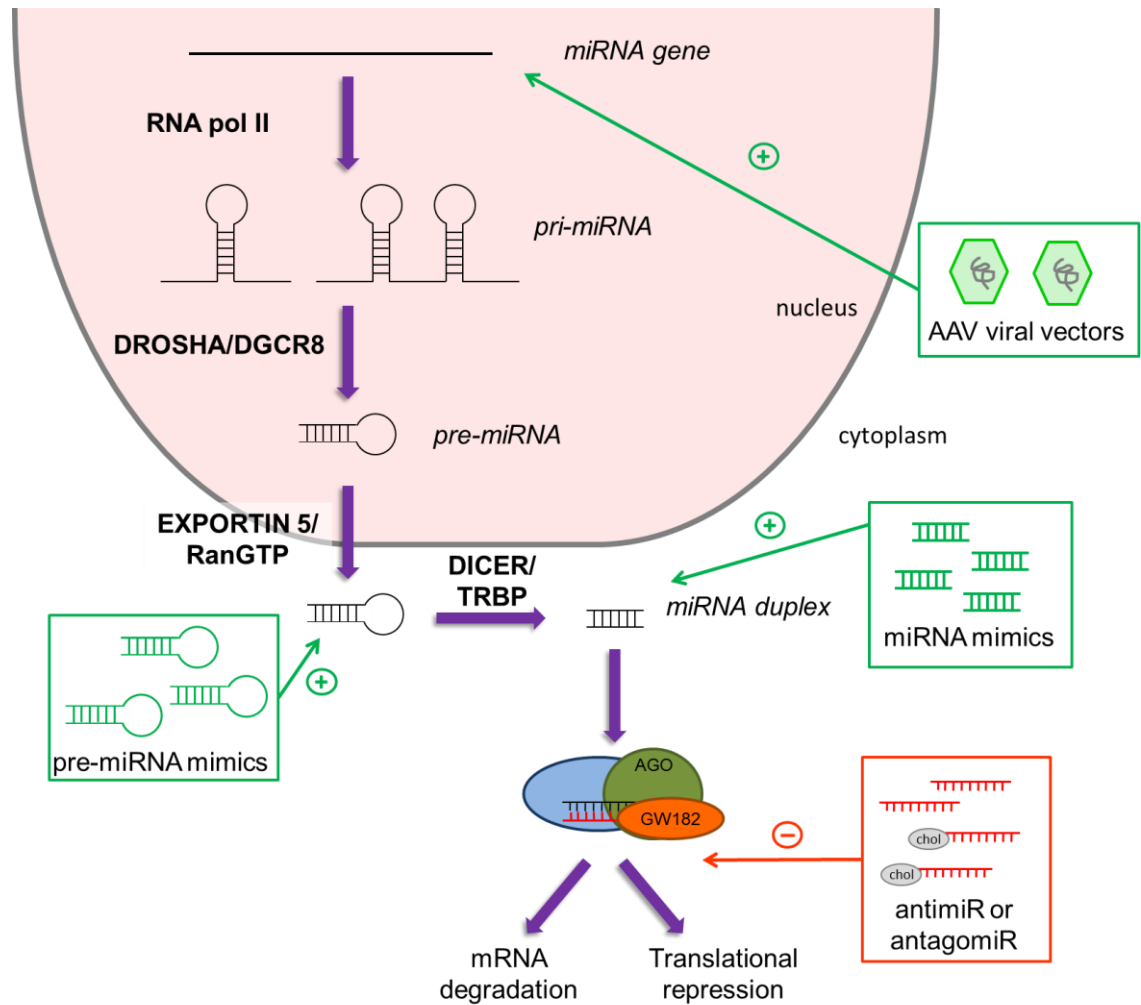 miRNA gene
RNA pol II
+
pri-miRNA
nucleus
AAV viral vectors
DROSHA/DGCR8
pre-miRNA
cytoplasm
EXPORTIN 5/
RanGTP
DICER/
TRBP
+
miRNA duplex
miRNA mimics
+
pre-miRNA mimics
AGO
GW182
−
chol
chol
antimiR or
antagomiR
mRNA
degradation
Translational
repression